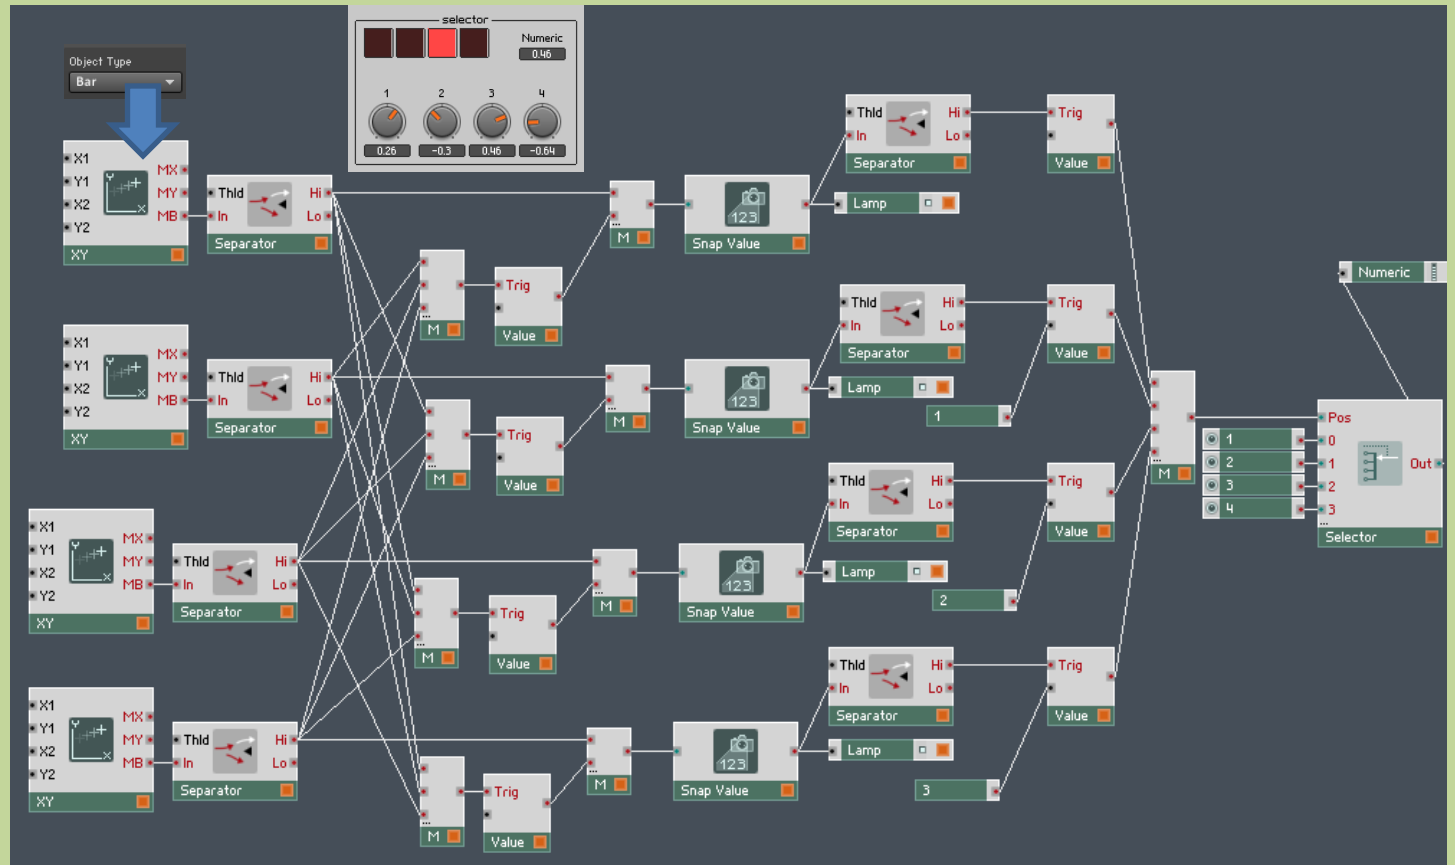 selector
Numeric
0.46
1 2 3 4
0.26 -0.3 0.46 -0.64
Object Type
Bar
X1
Y1
X2
Y2
MX
MY
MB
XY
Thld
In
Hi
Lo
Separator
M
Trig
Value
123
Snap Value
Thld
In
Hi
Lo
Separator
Lamp
Trig
Value
X1
Y1
X2
Y2
MX
MY
MB
XY
Thld
In
Hi
Lo
Separator
M
Trig
Value
M
123
Snap Value
Thld
In
Hi
Lo
Separator
Lamp
1
Trig
Value
X1
Y1
X2
Y2
MX
MY
MB
XY
Thld
In
Hi
Lo
Separator
M
Trig
Value
M
123
Snap Value
Thld
In
Hi
Lo
Separator
Lamp
2
Trig
Value
X1
Y1
X2
Y2
MX
MY
MB
XY
Thld
In
Hi
Lo
Separator
M
Trig
Value
M
123
Snap Value
Thld
In
Hi
Lo
Separator
Lamp
3
Trig
Value
M
M
Numeric
1
2
3
4
Pos
0
1
2
3
Out
Selector